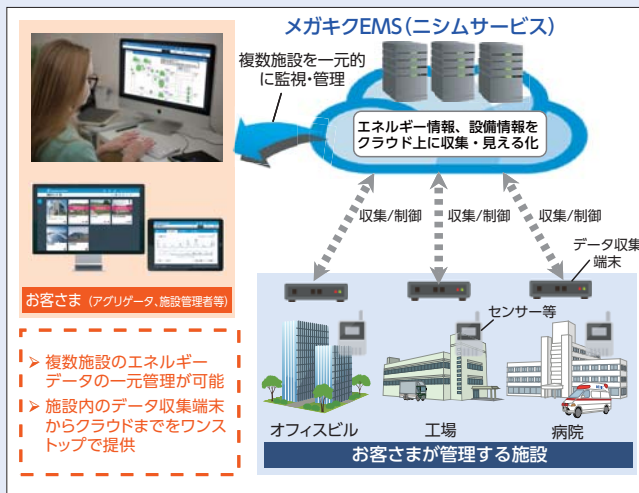 メガキクEMS（ニシムサービス）
複数施設を一元的
に監視・管理
エネルギー情報、設備情報を
クラウド上に収集・見える化
収集/制御
収集/制御
収集/制御
データ収集
端末
お客さま（アグリゲータ、施設管理者等）
センサー等
➢ 複数施設のエネルギー
データの一元管理が可能
➢ 施設内のデータ収集端末
からクラウドまでをワンス
トップで提供
オフィスビル
工場
病院
お客さまが管理する施設